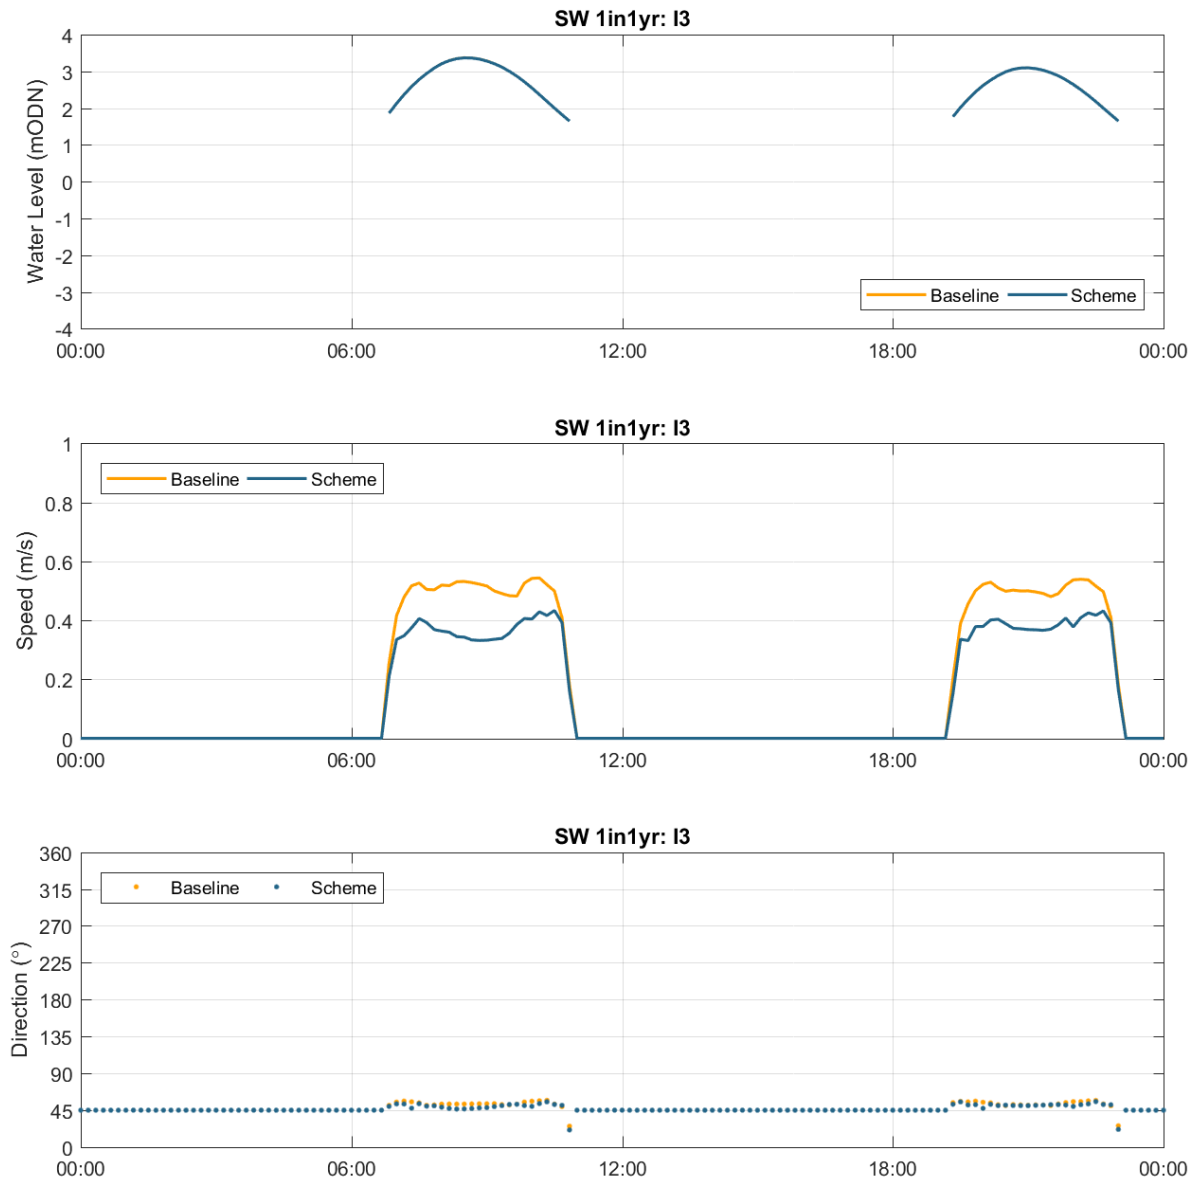 SW 1in1yr: I3
4
3
2
1
0
-1
-2
-3
-4
Water Level (mODN)
Baseline Scheme
00:00 06:00 12:00 18:00 00:00
SW 1in1yr: I3
1
0.8
0.6
0.4
0.2
0
Speed (m/s)
Baseline Scheme
00:00 06:00 12:00 18:00 00:00
SW 1in1yr: I3
360
315
270
225
180
135
90
45
0
Direction (°)
Baseline Scheme
00:00 06:00 12:00 18:00 00:00